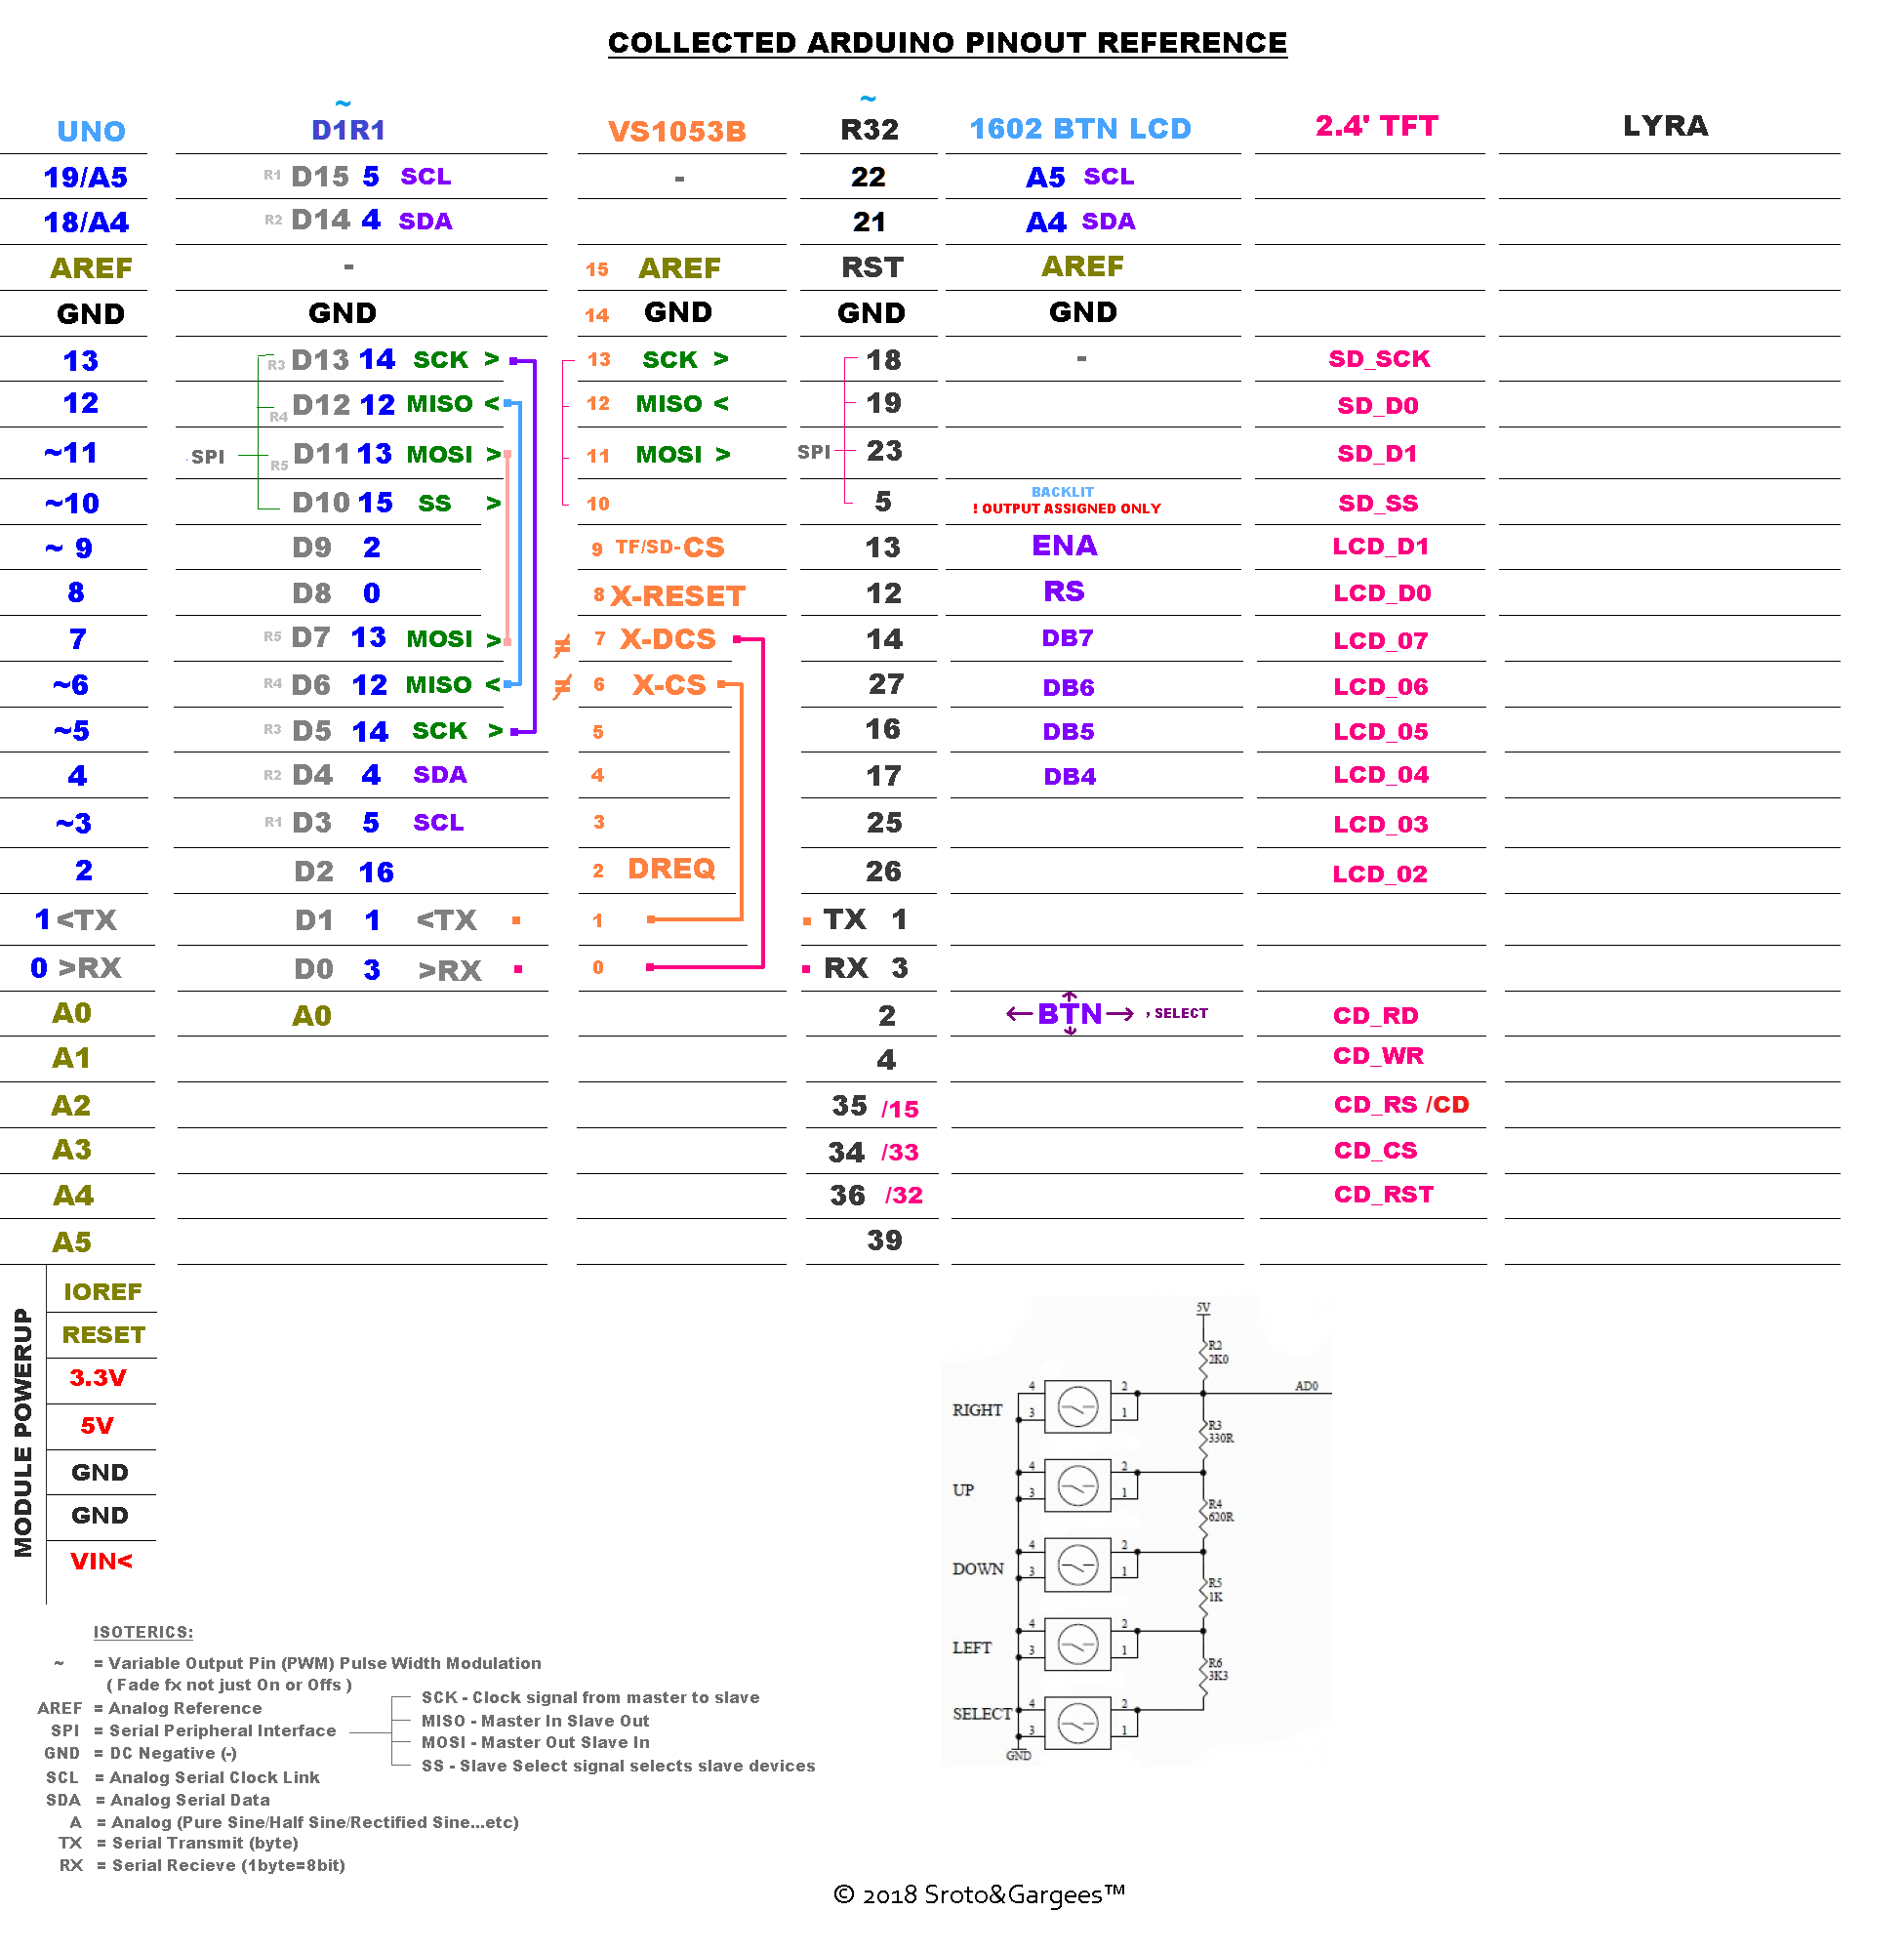 COLLECTED ARDUINO PINOUT REFERENCE
~ ~
UNO D1R1 VS1053B R32 1602 BTN LCD 2.4' TFT LYRA
19/A5 R1 D15 5 SCL - 22 A5 SCL
18/A4 R2 D14 4 SDA 21 A4 SDA
AREF - 15 AREF RST AREF
GND GND 14 GND GND GND
13 R3 D13 14 SCK > 13 SCK > 18 - SD_SCK
12 R4 D12 12 MISO < 12 MISO < 19 SD_D0
~11 SPI R5 D11 13 MOSI > 11 MOSI > SPI 23 SD_D1
~10 D10 15 SS > 10 5 BACKLIT SD_SS
! OUTPUT ASSIGNED ONLY
~ 9 D9 2 9 TF/SD-CS 13 ENA LCD_D1
8 D8 0 8 X-RESET 12 RS LCD_D0
7 R5 D7 13 MOSI > ≠ 7 X-DCS 14 DB7 LCD_07
~6 R4 D6 12 MISO < ≠ 6 X-CS 27 DB6 LCD_06
~5 R3 D5 14 SCK > 5 16 DB5 LCD_05
4 R2 D4 4 SDA 4 17 DB4 LCD_04
~3 R1 D3 5 SCL 3 25 LCD_03
2 D2 16 2 DREQ 26 LCD_02
1 <TX D1 1 <TX 1 TX 1
0 >RX D0 3 >RX 0 RX 3
A0 A0 2 ←BTN→ , SELECT CD_RD
A1 4 CD_WR
A2 35 /15 CD_RS /CD
A3 34 /33 CD_CS
A4 36 /32 CD_RST
A5 39
MODULE POWERUP
IOREF
RESET
3.3V
5V
GND
GND
VIN<
5V
R2
2K0
AD0
RIGHT 4 3 2 1
R3
330R
UP 4 3 2 1
R4
620R
DOWN 4 3 2 1
R5
1K
LEFT 4 3 2 1
R6
3K3
SELECT 4 3 2 1
GND
ISOTERICS:
~ = Variable Output Pin (PWM) Pulse Width Modulation
( Fade fx not just On or Offs )
AREF = Analog Reference
SPI = Serial Peripheral Interface
SCK - Clock signal from master to slave
MISO - Master In Slave Out
MOSI - Master Out Slave In
SS - Slave Select signal selects slave devices
GND = DC Negative (-)
SCL = Analog Serial Clock Link
SDA = Analog Serial Data
A = Analog (Pure Sine/Half Sine/Rectified Sine...etc)
TX = Serial Transmit (byte)
RX = Serial Recieve (1byte=8bit)
© 2018 Sroto&Gargees™